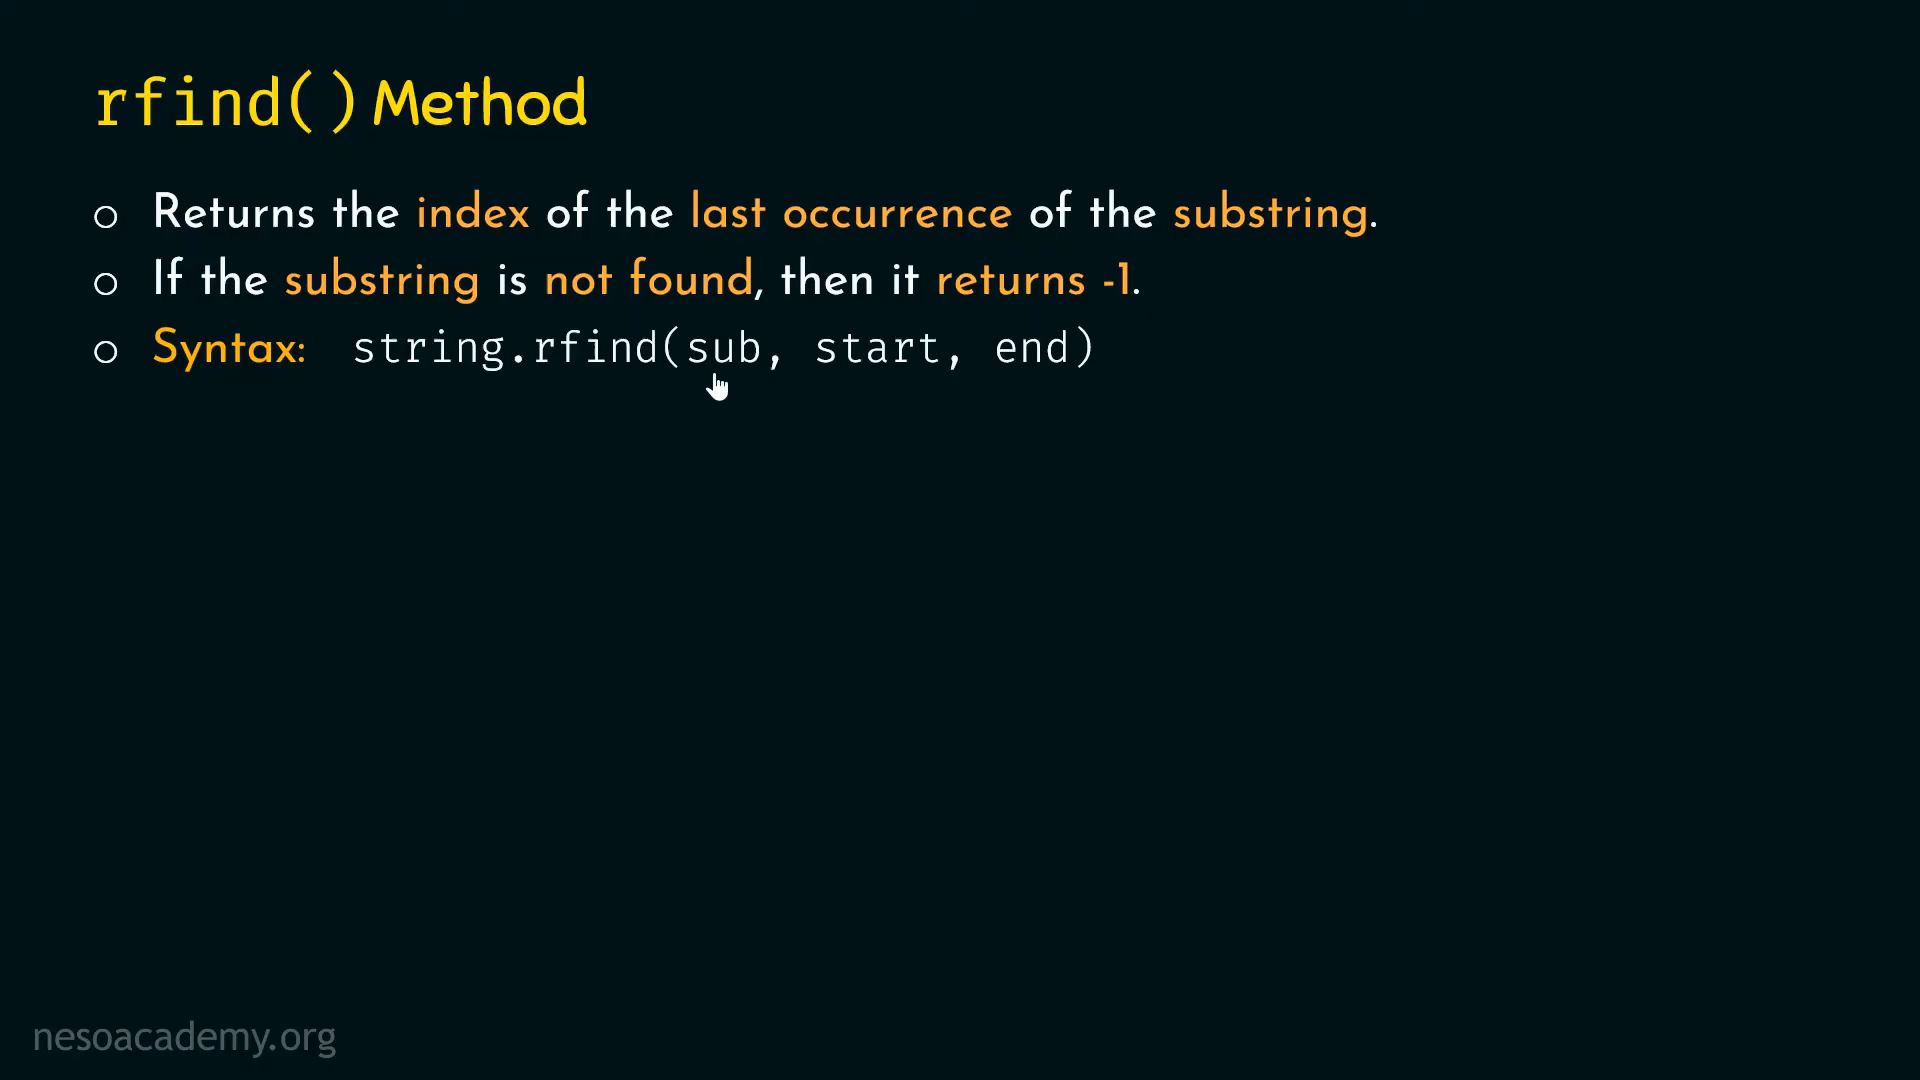 rfind() Method
○ Returns the index of the last occurrence of the substring.
○ If the substring is not found, then it returns -1.
○ Syntax: string.rfind(sub, start, end)
nesoacademy.org